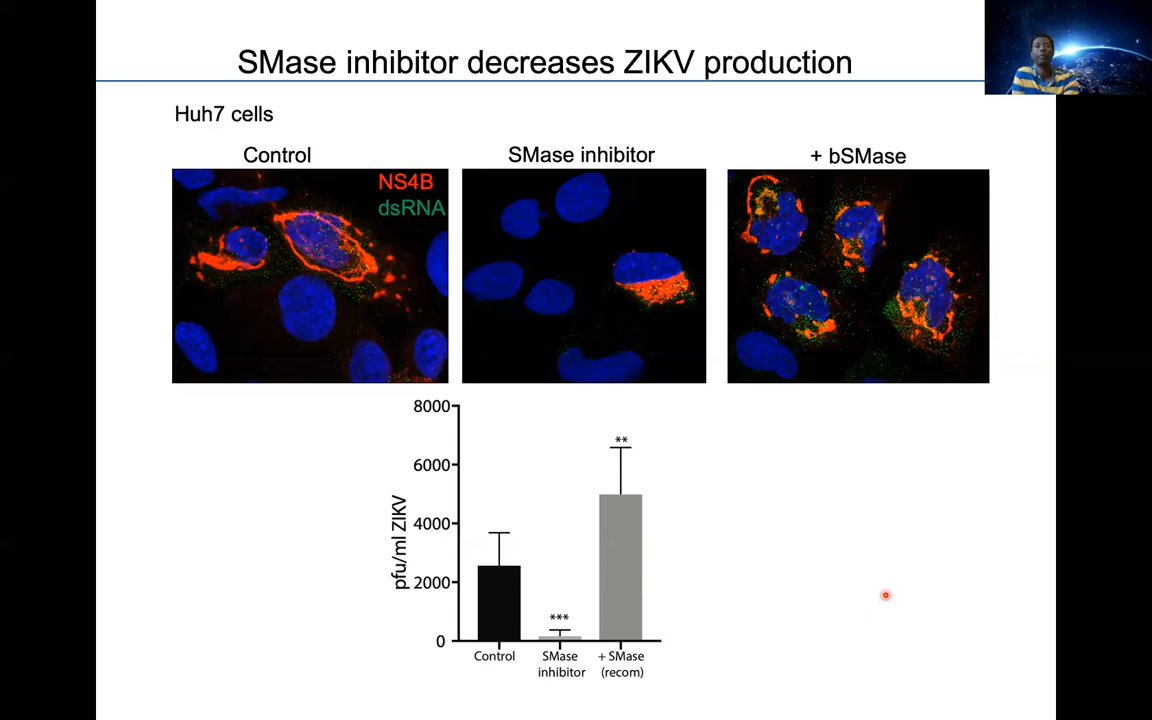 SMase inhibitor decreases ZIKV production
Huh7 cells
Control
SMase inhibitor
+ bSMase
NS4B
dsRNA
8000
6000
4000
2000
0
pfu/ml ZIKV
**
***
Control
SMase
inhibitor
+ SMase
(recom)